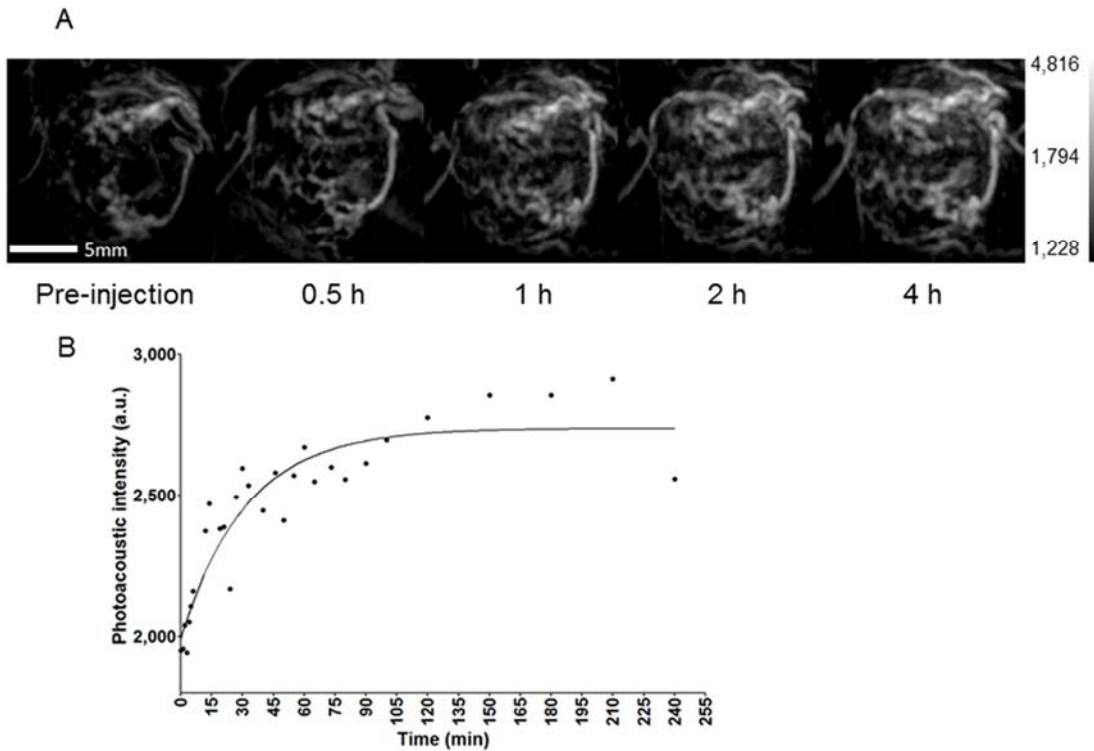 A
4,816
1,794
1,228
5mm
Pre-injection 0.5 h 1 h 2 h 4 h
B
Photoacoustic intensity (a.u.)
3,000
2,500
2,000
0 15 30 45 60 75 90 105 120 135 150 165 180 195 210 225 240 255
Time (min)